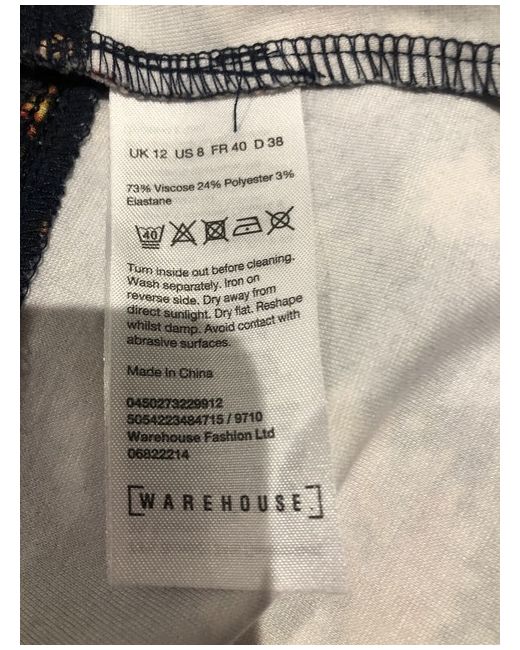 UK 12 US 8 FR 40 D 38
73% Viscose 24% Polyester 3%
Elastane
40
Turn inside out before cleaning.
Wash separately. Iron on
reverse side. Dry away from
direct sunlight. Dry flat. Reshape
whilst damp. Avoid contact with
abrasive surfaces.
Made In China
0450273229912
5054223484715 / 9710
Warehouse Fashion Ltd
06822214
[WAREHOUSE.]